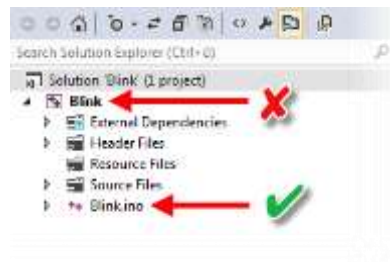 Search Solution Explorer (Ctrl+ü)
Solution 'Blink' (1 project)
Blink
External Dependencies
Header Files
Resource Files
Source Files
Blink.ino